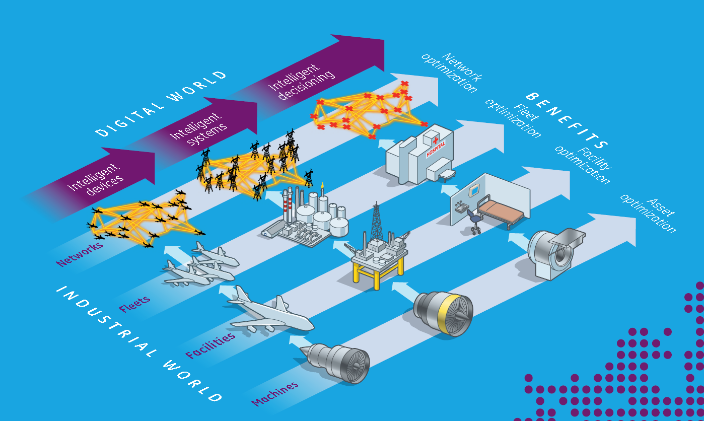 DIGITAL WORLD
Intelligent
devices
Intelligent
systems
Intelligent
decisioning
BENEFITS
Network
optimization
Fleet
optimization
Facility
optimization
Asset
optimization
INDUSTRIAL WORLD
Networks
Fleets
Facilities
Machines
HOSPITAL